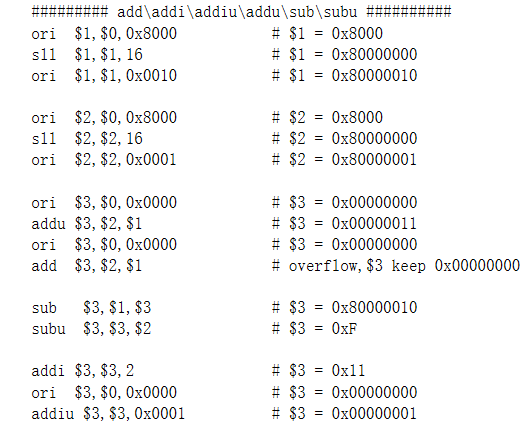 ######### add\addi\addiu\addu\sub\subu ##########
ori $1,$0,0x8000 # $1 = 0x8000
sll $1,$1,16 # $1 = 0x80000000
ori $1,$1,0x0010 # $1 = 0x80000010
ori $2,$0,0x8000 # $2 = 0x8000
sll $2,$2,16 # $2 = 0x80000000
ori $2,$2,0x0001 # $2 = 0x80000001
ori $3,$0,0x0000 # $3 = 0x00000000
addu $3,$2,$1 # $3 = 0x00000011
ori $3,$0,0x0000 # $3 = 0x00000000
add $3,$2,$1 # overflow,$3 keep 0x00000000
sub $3,$1,$3 # $3 = 0x80000010
subu $3,$3,$2 # $3 = 0xF
addi $3,$3,2 # $3 = 0x11
ori $3,$0,0x0000 # $3 = 0x00000000
addiu $3,$3,0x0001 # $3 = 0x00000001